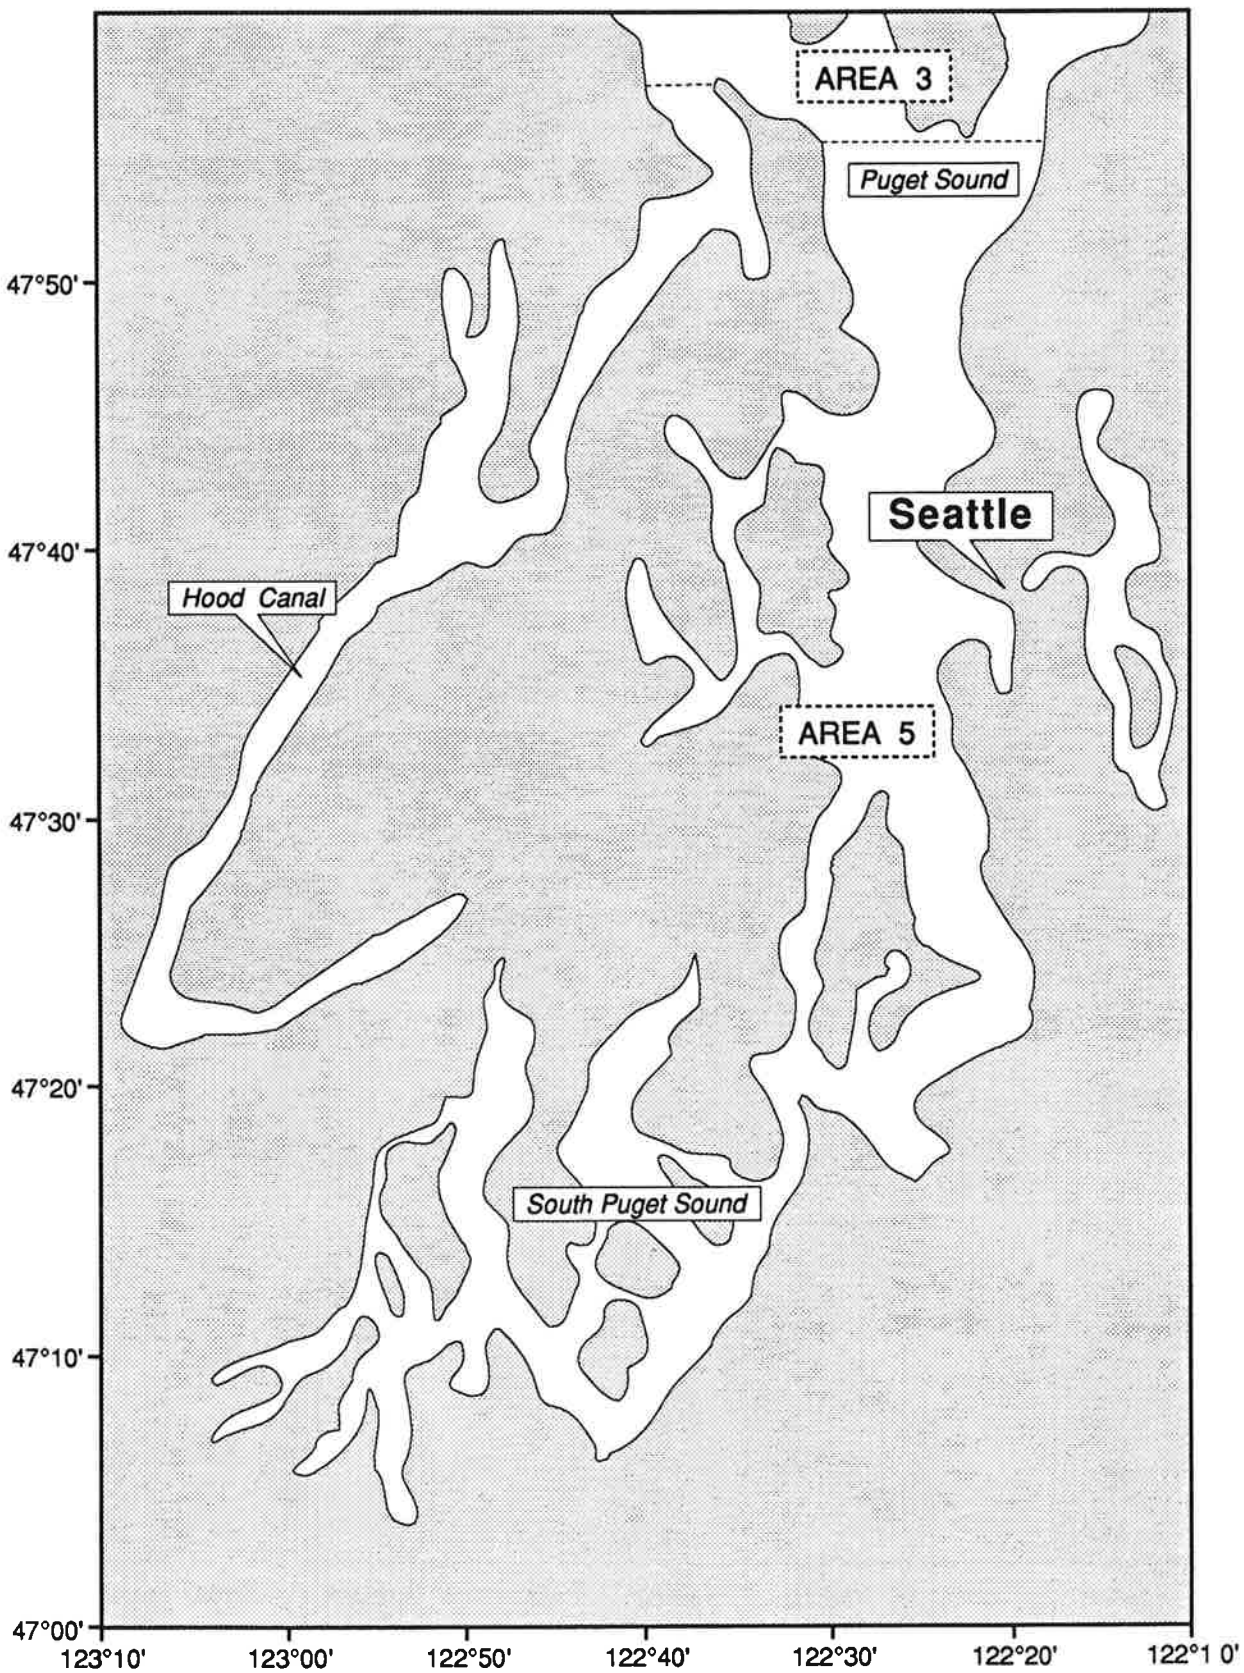 AREA 3
Puget Sound
47°50'
Seattle
47°40'
Hood Canal
AREA 5
47°30'
47°20'
South Puget Sound
47°10'
47°00'
123°10' 123°00' 122°50' 122°40' 122°30' 122°20' 122°1 0'